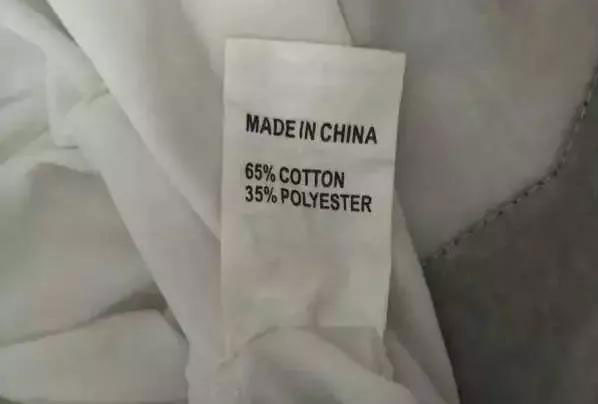 MADE IN CHINA
65% COTTON
35% POLYESTER